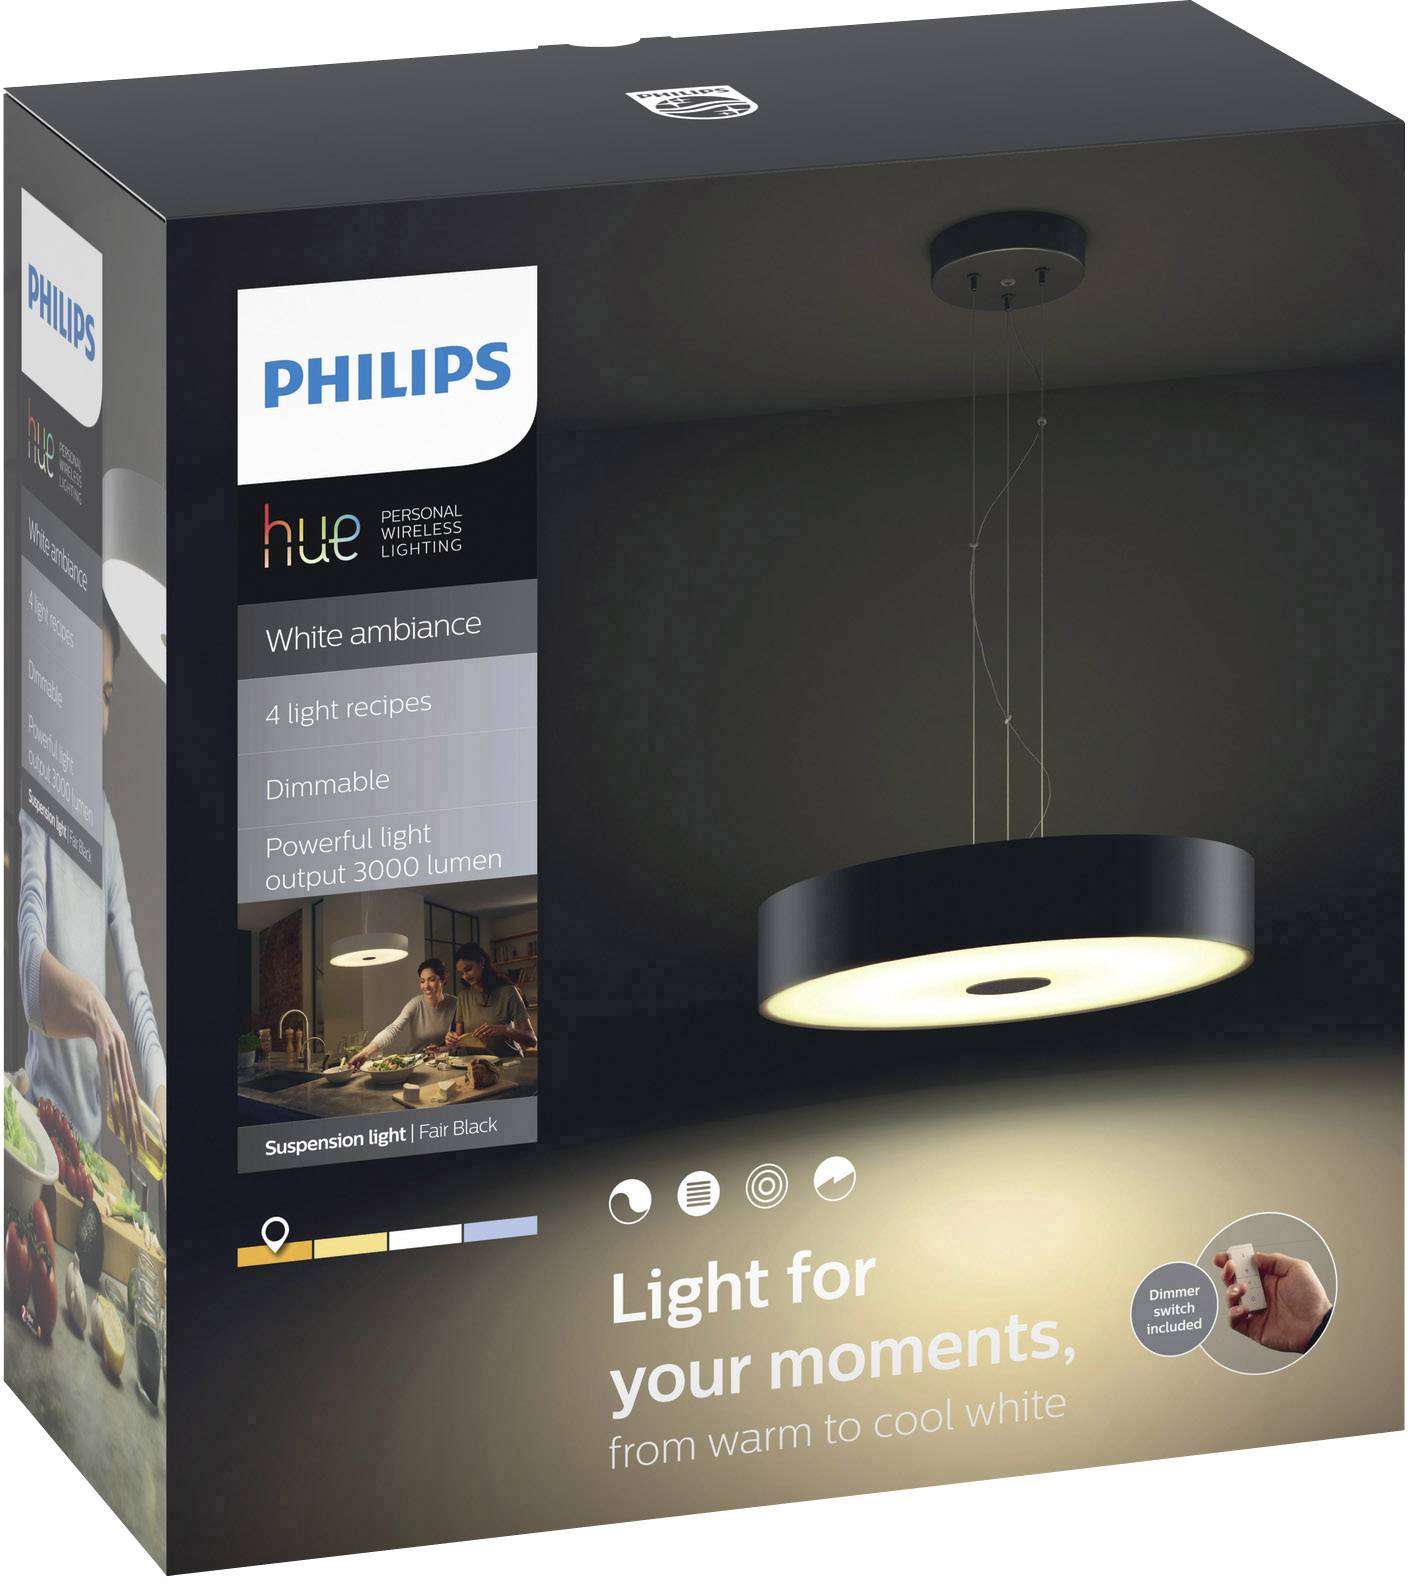 PHILIPS
PHILIPS
hue
PERSONAL
WIRELESS
LIGHTING
White ambiance
4 light recipes
Dimmable
Powerful light
output 3000 lumen
Suspension light | Fair Black
PHILIPS
hue
PERSONAL
WIRELESS
LIGHTING
White ambiance
4 light recipes
Dimmable
Powerful light
output 3000 lumen
Suspension light | Fair Black
Light for
your moments,
from warm to cool white
Dimmer
switch
included